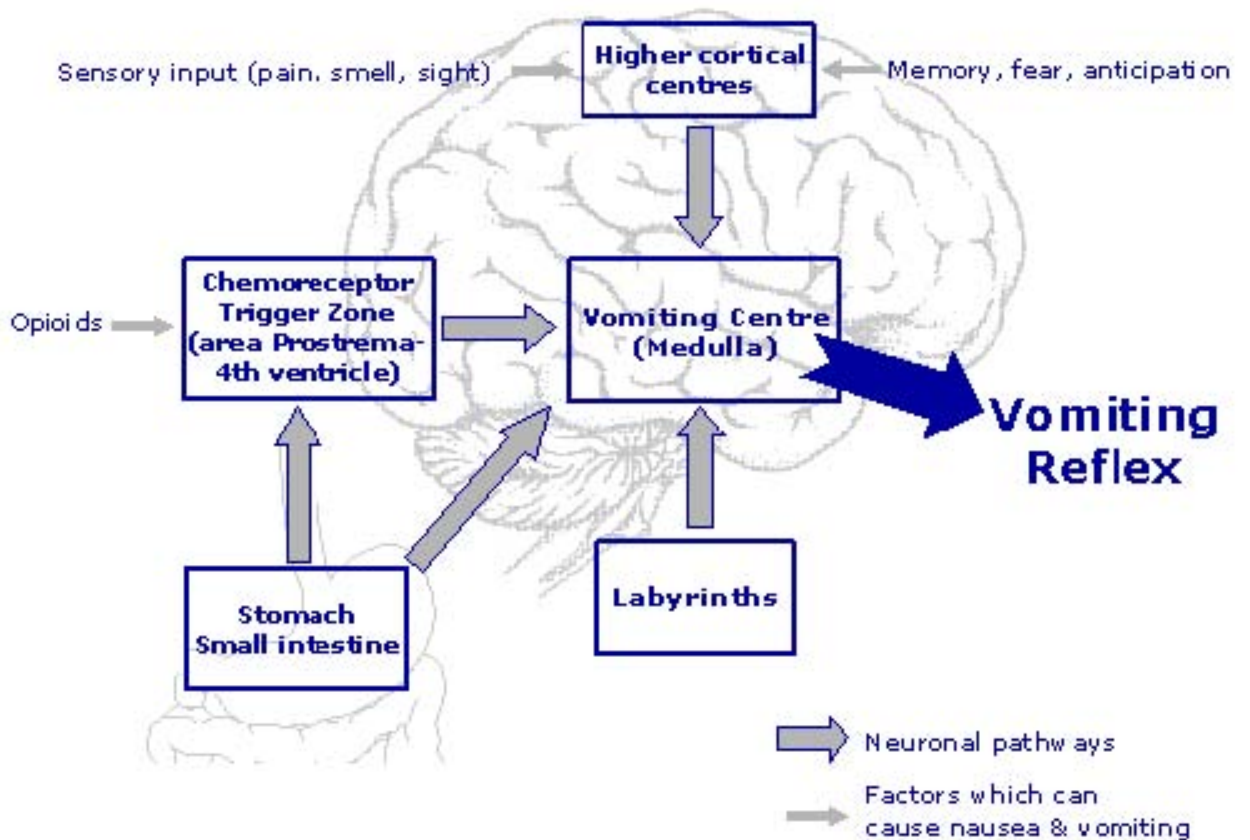 Higher cortical
centres
Sensory input (pain. smell, sight)
Memory, fear, anticipation
Chemoreceptor
Trigger Zone
(area Prostrema-
4th ventricle)
Opioids
Vomiting Centre
(Medulla)
Vomiting
Reflex
Stomach
Small intestine
Labyrinths
Neuronal pathways
Factors which can
cause nausea & vomiting